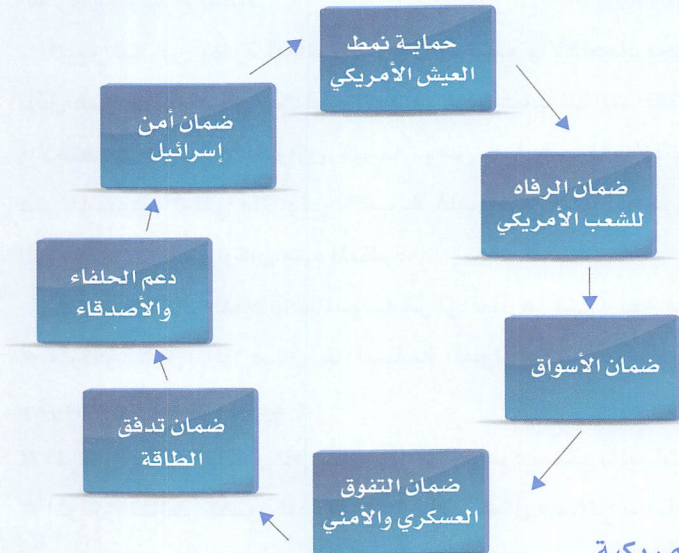 حماية نمط
العيش الأمريكي
ضمان الرفاه
للشعب الأمريكي
ضمان الأسواق
ضمان التفوق
العسكري والأمني
ضمان تدفق
الطاقة
دعم الحلفاء
والأصدقاء
ضمان أمن
إسرائيل